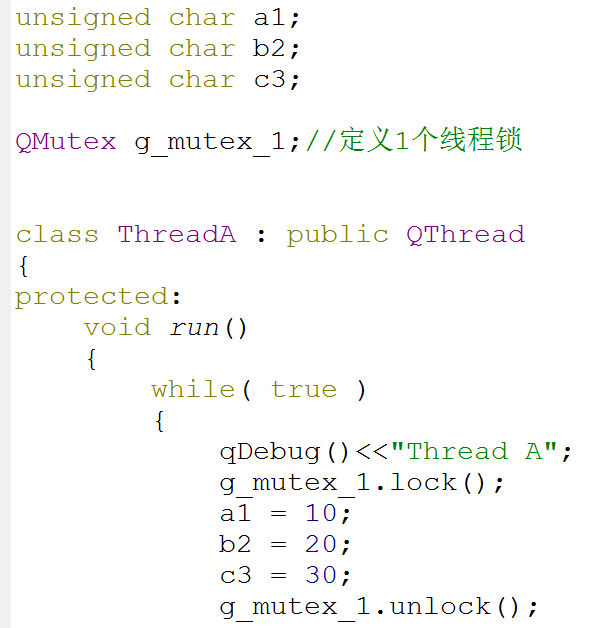 unsigned char a1;
unsigned char b2;
unsigned char c3;
QMutex g_mutex_1;//定义1个线程锁
class ThreadA : public QThread
{
protected:
    void run()
    {
        while( true )
        {
            qDebug()<<"Thread A";
            g_mutex_1.lock();
            a1 = 10;
            b2 = 20;
            c3 = 30;
            g_mutex_1.unlock();